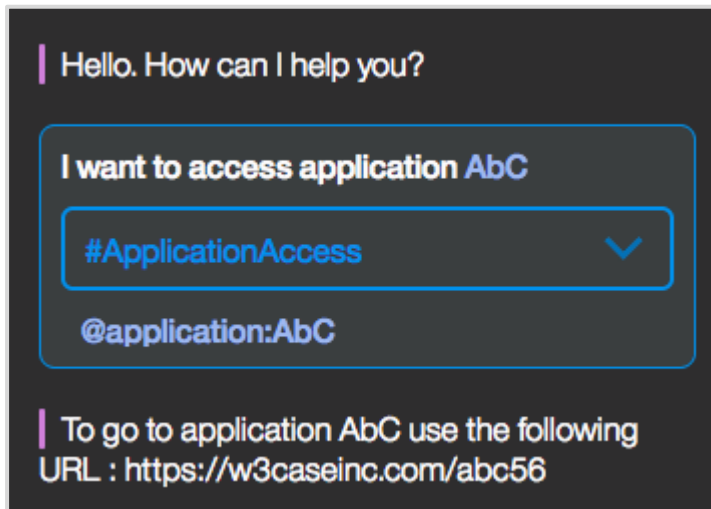 Hello. How can I help you?
I want to access application AbC
#ApplicationAccess
@application:AbC
To go to application AbC use the following
URL : https://w3caseinc.com/abc56